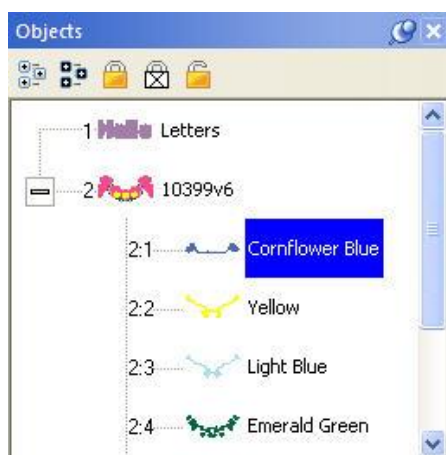 Objects
1 Hello Letters
2 10399v6
2:1 Cornflower Blue
2:2 Yellow
2:3 Light Blue
2:4 Emerald Green